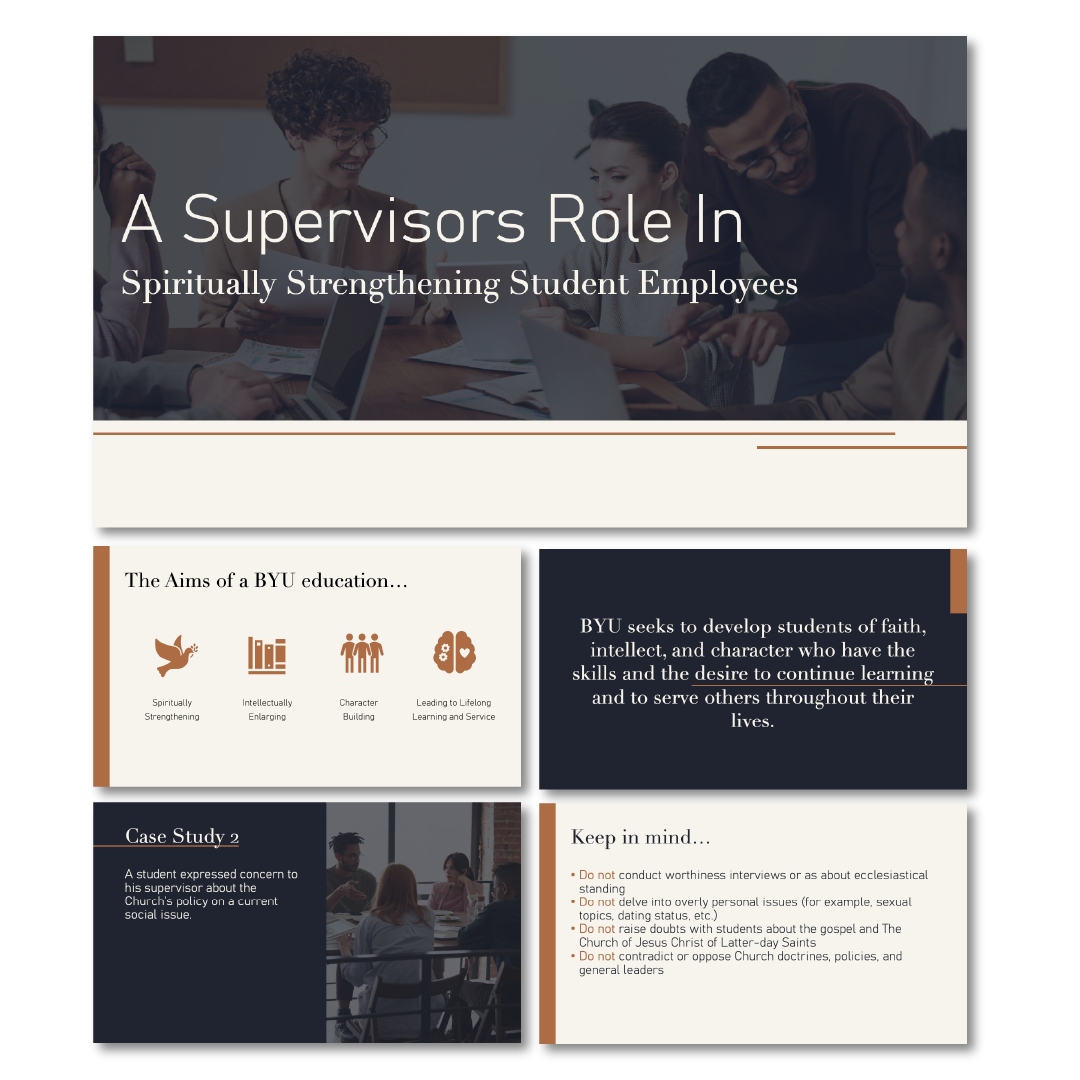 A Supervisors Role In
Spiritually Strengthening Student Employees
The Aims of a BYU education...
Spiritually
Strengthening
Intellectually
Enlarging
Character
Building
Leading to Lifelong
Learning and Service
BYU seeks to develop students of faith,
intellect, and character who have the
skills and the desire to continue learning
and to serve others throughout their
lives.
Case Study 2
A student expressed concern to
his supervisor about the
Church's policy on a current
social issue.
Keep in mind...
• Do not conduct worthiness interviews or as about ecclesiastical
standing
• Do not delve into overly personal issues (for example, sexual
topics, dating status, etc.)
• Do not raise doubts with students about the gospel and The
Church of Jesus Christ of Latter-day Saints
• Do not contradict or oppose Church doctrines, policies, and
general leaders